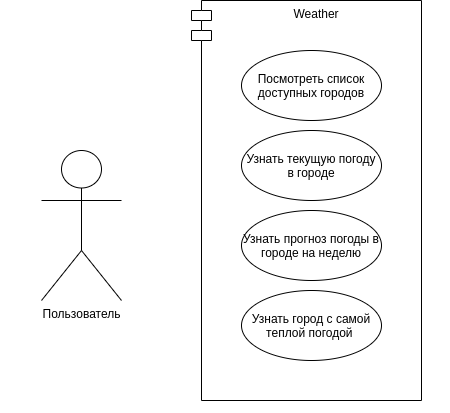 Weather
Посмотреть список
доступных городов
Узнать текущую погоду
в городе
Узнать прогноз погоды в
городе на неделю
Узнать город с самой
теплой погодой
Пользователь